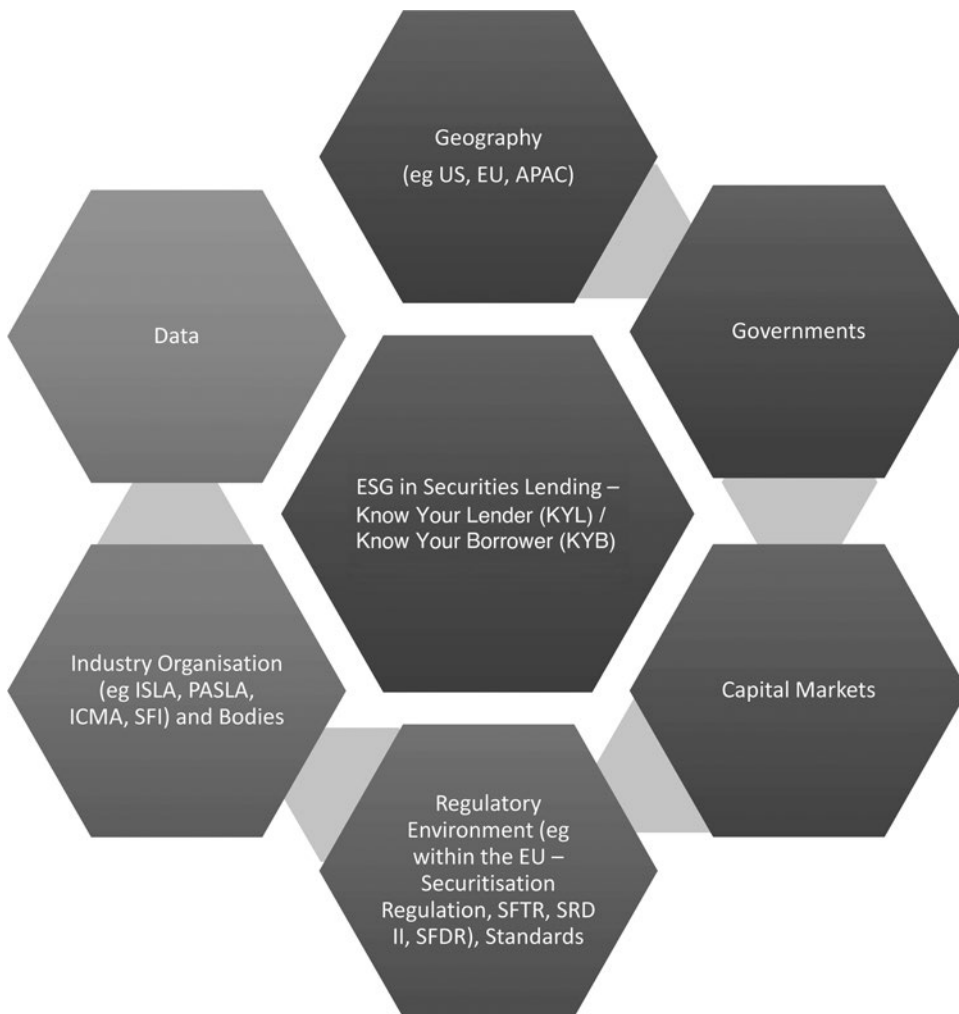 Geography
(eg US, EU, APAC)
Governments
Data
ESG in Securities Lending –
Know Your Lender (KYL) /
Know Your Borrower (KYB)
Capital Markets
Industry Organisation
(eg ISLA, PASLA,
ICMA, SFI) and Bodies
Regulatory
Environment (eg
within the EU –
Securitisation
Regulation, SFTR, SRD
II, SFDR), Standards